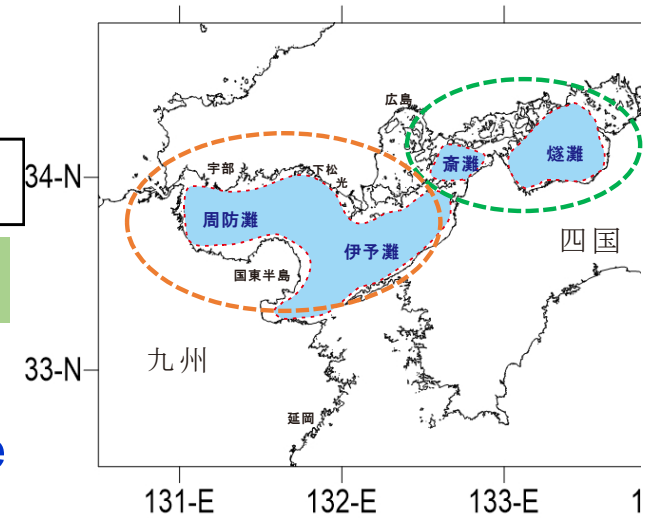 広島
34-N
宇部
下松
光
斎灘
燧灘
周防灘
伊予灘
四国
国東半島
九州
33-N
延岡
e
131-E
132-E
133-E
1